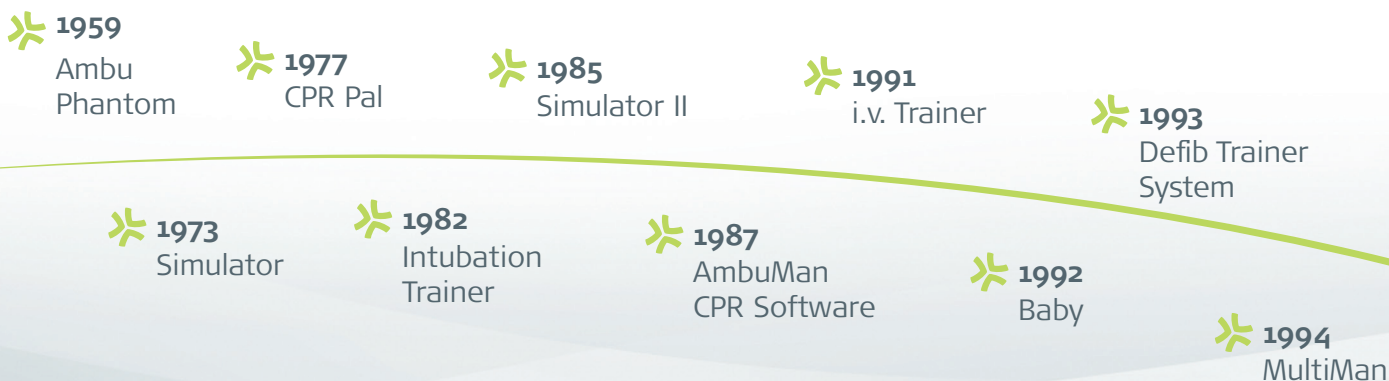 1959
Ambu
Phantom
1973
Simulator
1977
CPR Pal
1982
Intubation
Trainer
1985
Simulator II
1987
AmbuMan
CPR Software
1991
i.v. Trainer
1992
Baby
1993
Defib Trainer
System
1994
MultiMan